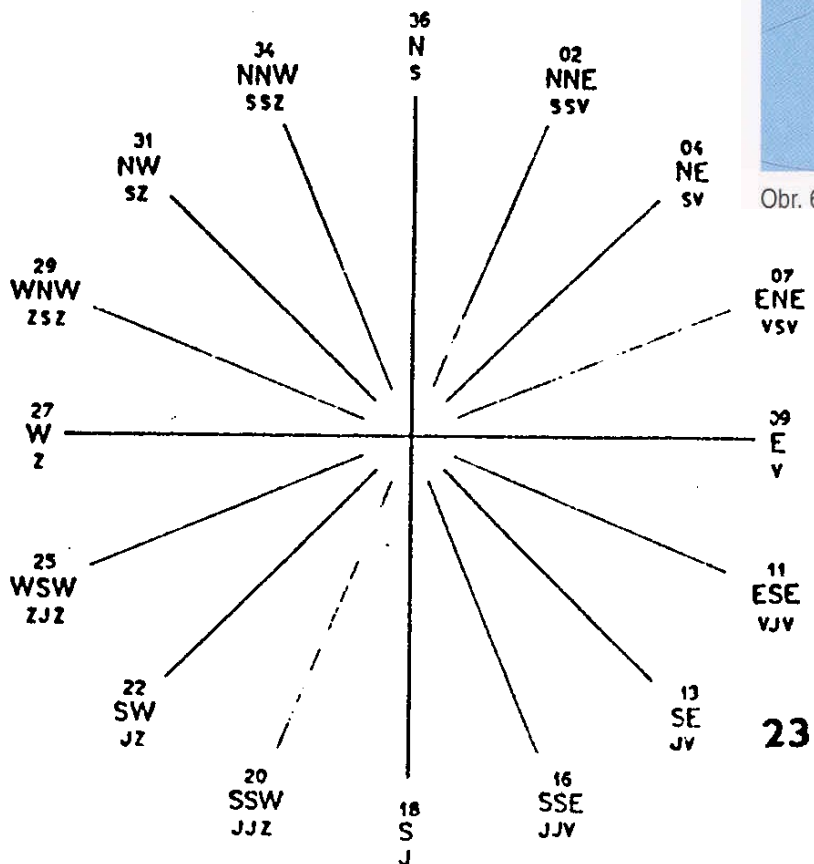 36
N
S
34
NNW
SSZ
02
NNE
SSV
31
NW
SZ
04
NE
SV
Obr. 6
29
WNW
ZSZ
07
ENE
VSV
27
W
Z
09
E
V
25
WSW
ZJZ
11
ESE
VJV
22
SW
JZ
13
SE
JV
23
20
SSW
JJZ
18
S
J
16
SSE
JJV